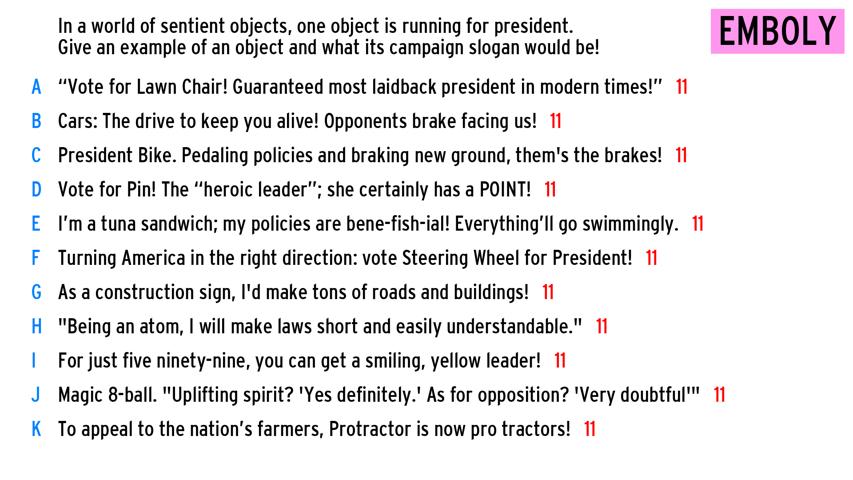 In a world of sentient objects, one object is running for president.
Give an example of an object and what its campaign slogan would be!
EMBOLY
A “Vote for Lawn Chair! Guaranteed most laidback president in modern times!” 11
B Cars: The drive to keep you alive! Opponents brake facing us! 11
C President Bike. Pedaling policies and braking new ground, them's the brakes! 11
D Vote for Pin! The “heroic leader”; she certainly has a POINT! 11
E I’m a tuna sandwich; my policies are bene-fish-ial! Everything’ll go swimmingly. 11
F Turning America in the right direction: vote Steering Wheel for President! 11
G As a construction sign, I'd make tons of roads and buildings! 11
H "Being an atom, I will make laws short and easily understandable." 11
I For just five ninety-nine, you can get a smiling, yellow leader! 11
J Magic 8-ball. "Uplifting spirit? 'Yes definitely.' As for opposition? 'Very doubtful'" 11
K To appeal to the nation’s farmers, Protractor is now pro tractors! 11